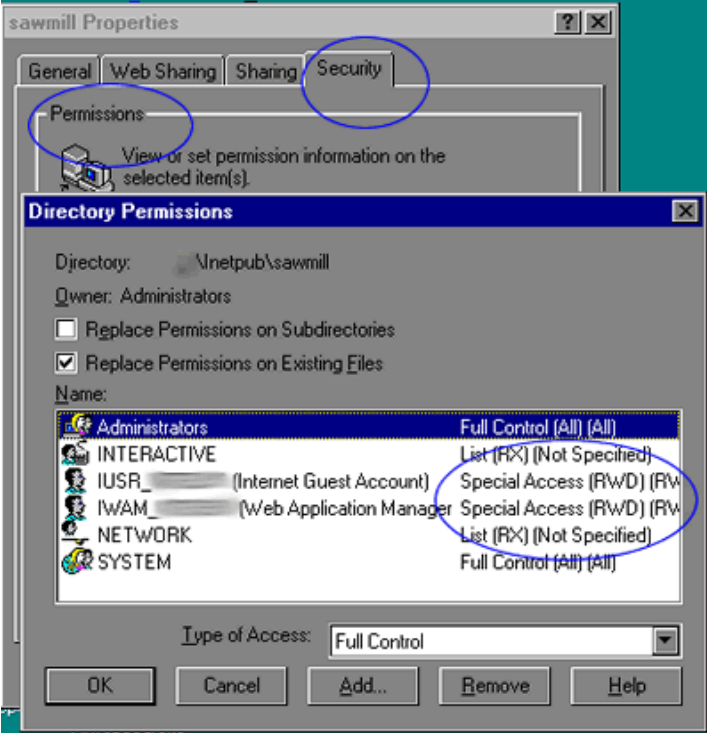 sawmill Properties
General Web Sharing Sharing Security
Permissions
View or set permission information on the
selected item(s).
Directory Permissions
Directory: \Inetpub\sawmill
Owner: Administrators
Replace Permissions on Subdirectories
Replace Permissions on Existing Files
Name:
Administrators Full Control (All) (All)
INTERACTIVE List (RX) (Not Specified)
IUSR_ (Internet Guest Account) Special Access (RWD) (RW
IWAM_ (Web Application Manager Special Access (RWD) (RW
NETWORK List (RX) (Not Specified)
SYSTEM Full Control (All) (All)
Type of Access: Full Control
OK Cancel Add... Remove Help